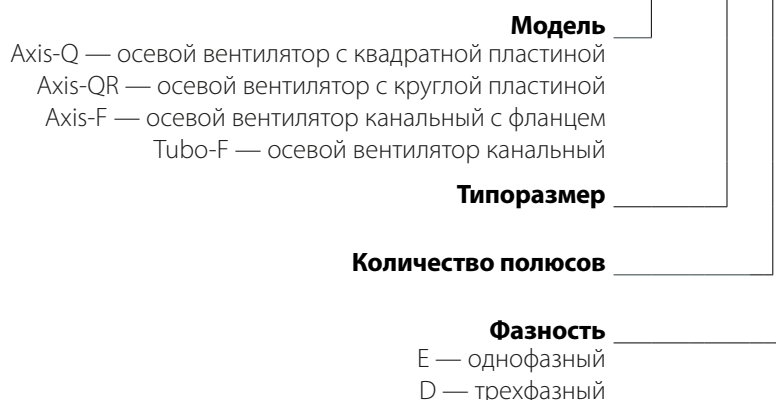 Модель
Axis-Q — осевой вентилятор с квадратной пластиной
Axis-QR — осевой вентилятор с круглой пластиной
Axis-F — осевой вентилятор канальный с фланцем
Tubo-F — осевой вентилятор канальный
Типоразмер
Количество полюсов
Фазность
E — однофазный
D — трехфазный